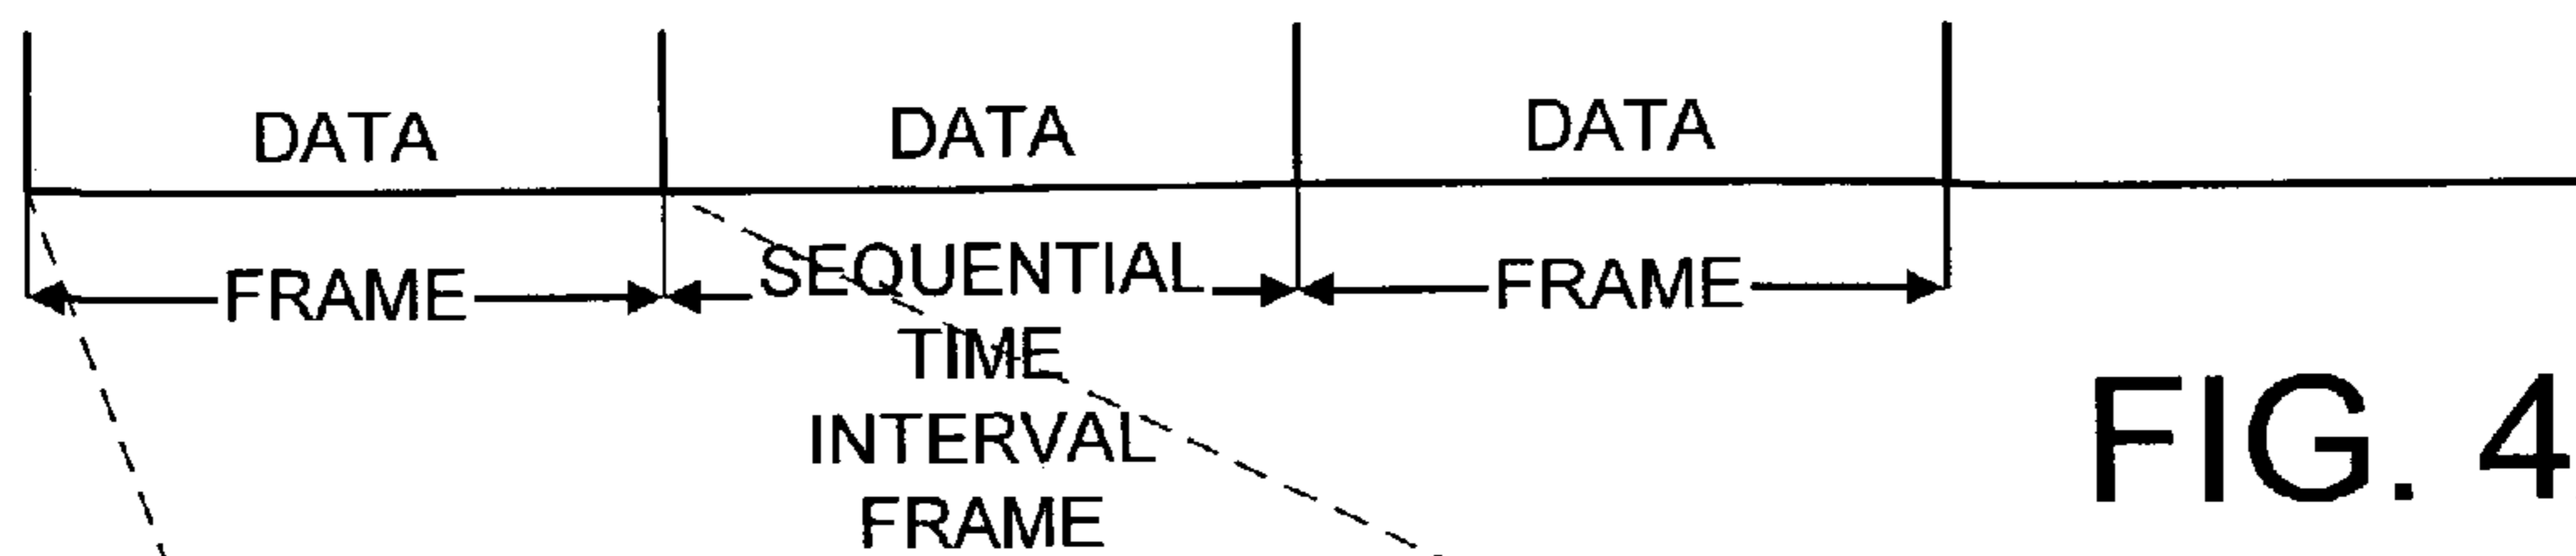 DATA DATA DATA
FRAME SEQUENTIAL FRAME
TIME
INTERVAL
FRAME
FIG. 4